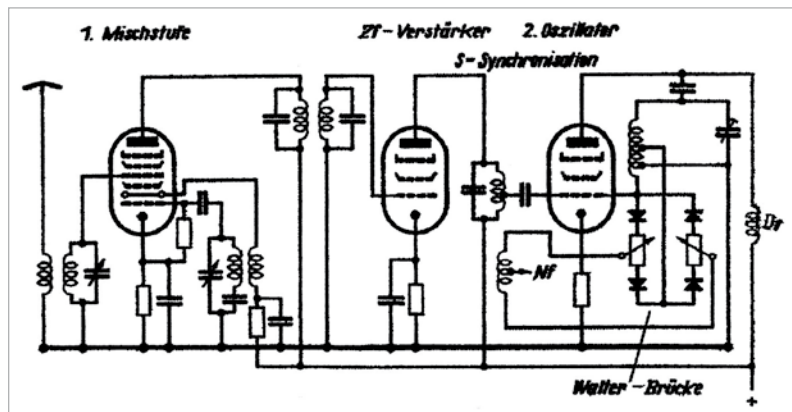 1. Mischstufe
Zf-Verstärker
2. Oszillator
S-Synchronisation
Nf
Dr
Walter-Brücke
+